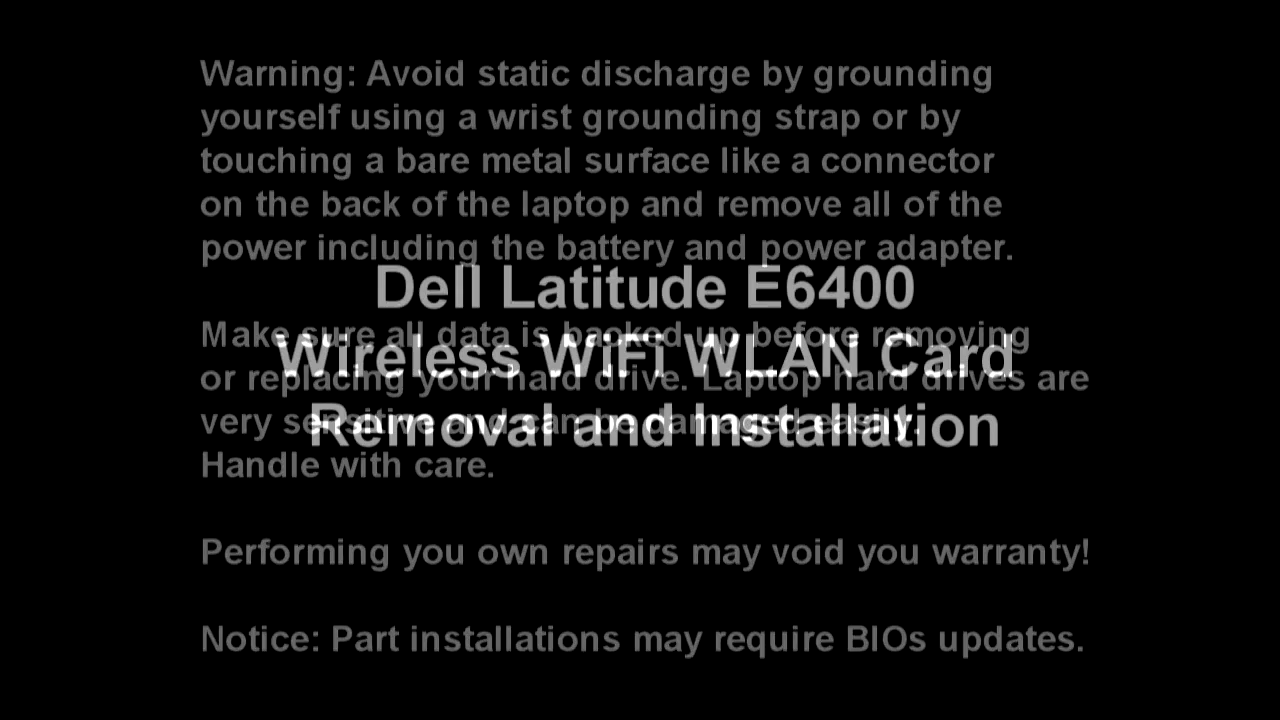 Warning: Avoid static discharge by grounding
yourself using a wrist grounding strap or by
touching a bare metal surface like a connector
on the back of the laptop and remove all of the
power including the battery and power adapter.
Dell Latitude E6400
Make sure all data is backed up before removing
Wireless WiFi WLAN Card
or replacing your hard drive. Laptop hard drives are
very sensitive and can be damaged easily.
Removal and Installation
Handle with care.
Performing you own repairs may void you warranty!
Notice: Part installations may require BIOs updates.